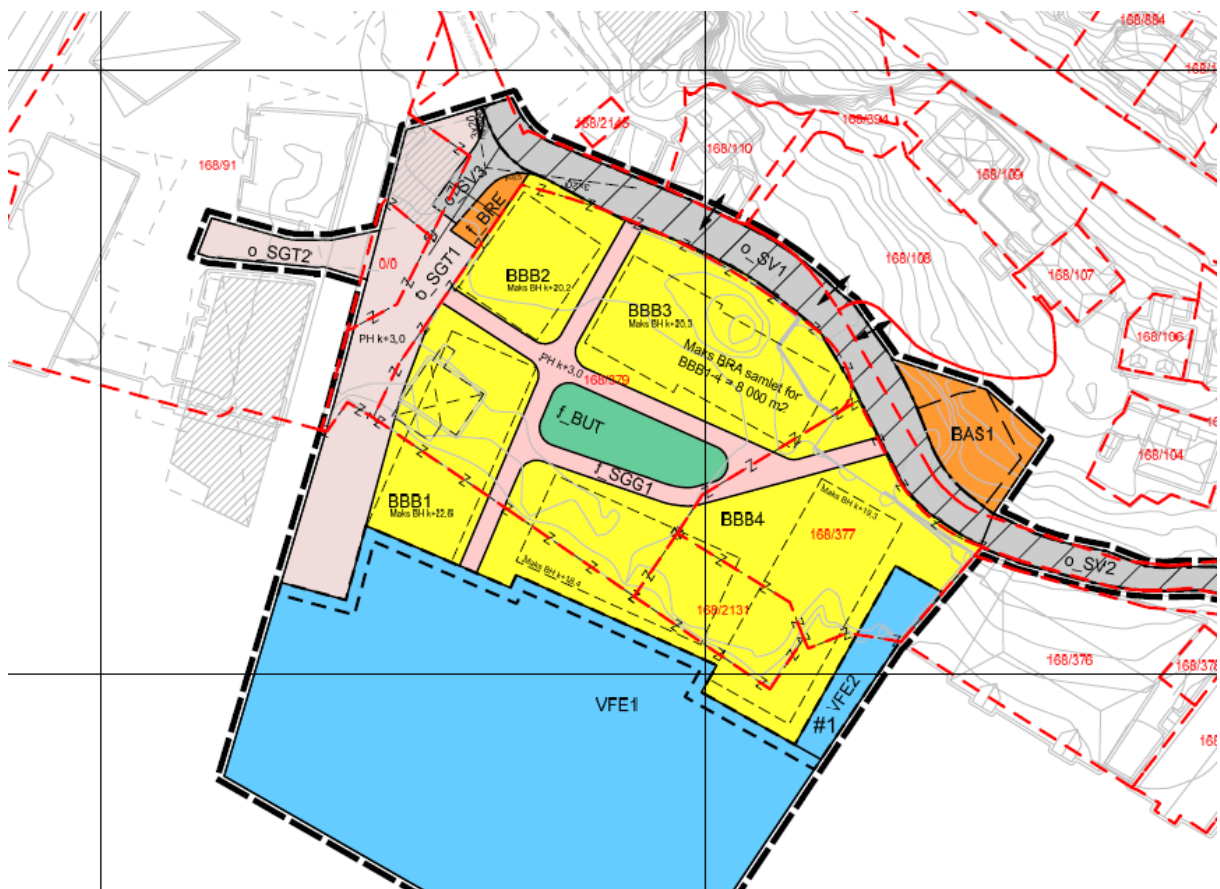 168/884
168/2145
168/394
168/110
168/91
168/109
o_SV3
f_BRE
o_SGT2
o_SV1
0/0
o_SGT1
168/108
168/107
BBB2
Maks BH k+20,2
BBB3
Maks BH k+20,3
168/106
PH k+3,0
PH k+3,0
Maks BRA samlet for
BBB1-4 = 8 000 m2
168/379
f_BUT
BAS1
168/104
f_SGG1
BBB1
Maks BH k+22,6
BBB4
Maks BH k+19,3
168/377
o_SV2
Maks BH k+18,4
168/2131
168/376
168/378
VFE1
VFE2
#1